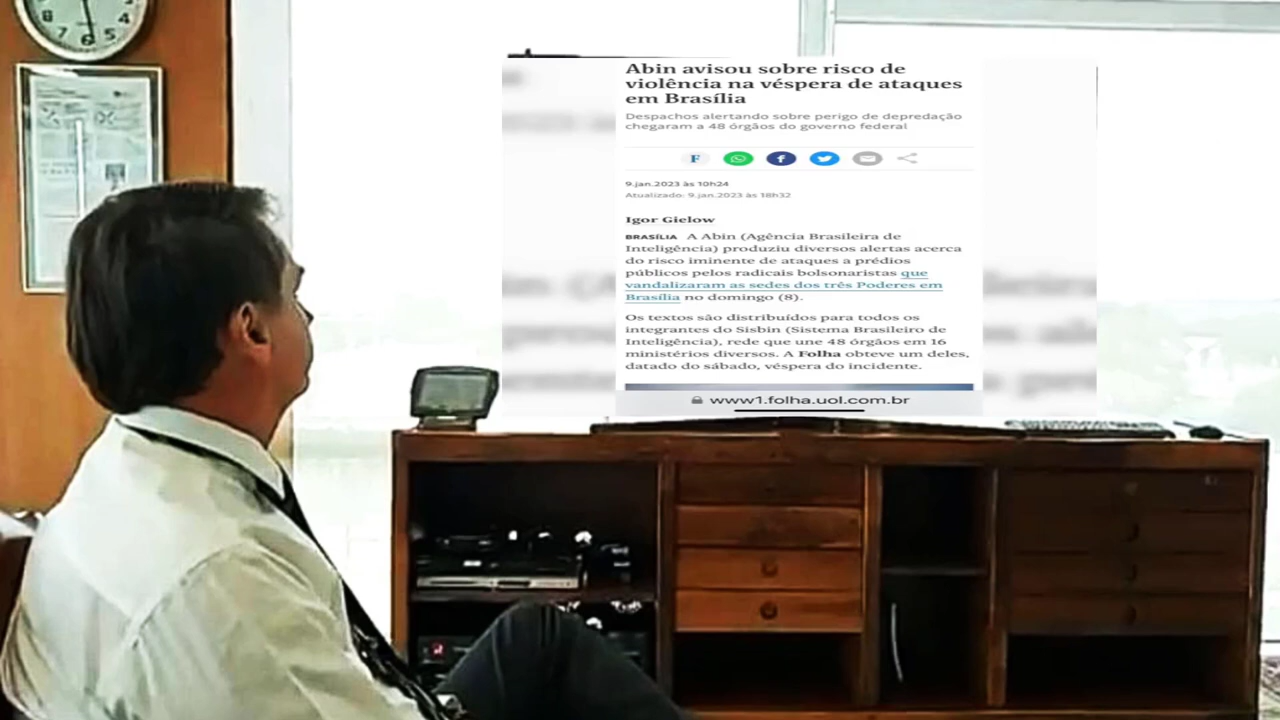 Abin avisou sobre risco de
violência na véspera de ataques
em Brasília
Despachos alertando sobre perigo de depredação
chegaram a 48 órgãos do governo federal
F
9.jan.2023 às 10h24
Atualizado: 9.jan.2023 às 18h32
Igor Gielow
BRASÍLIA A Abin (Agência Brasileira de
Inteligência) produziu diversos alertas acerca
do risco iminente de ataques a prédios
públicos pelos radicais bolsonaristas que
vandalizaram as sedes dos três Poderes em
Brasília no domingo (8).
Os textos são distribuídos para todos os
integrantes do Sisbin (Sistema Brasileiro de
Inteligência), rede que une 48 órgãos em 16
ministérios diversos. A Folha obteve um deles,
datado do sábado, véspera do incidente.
www1.folha.uol.com.br